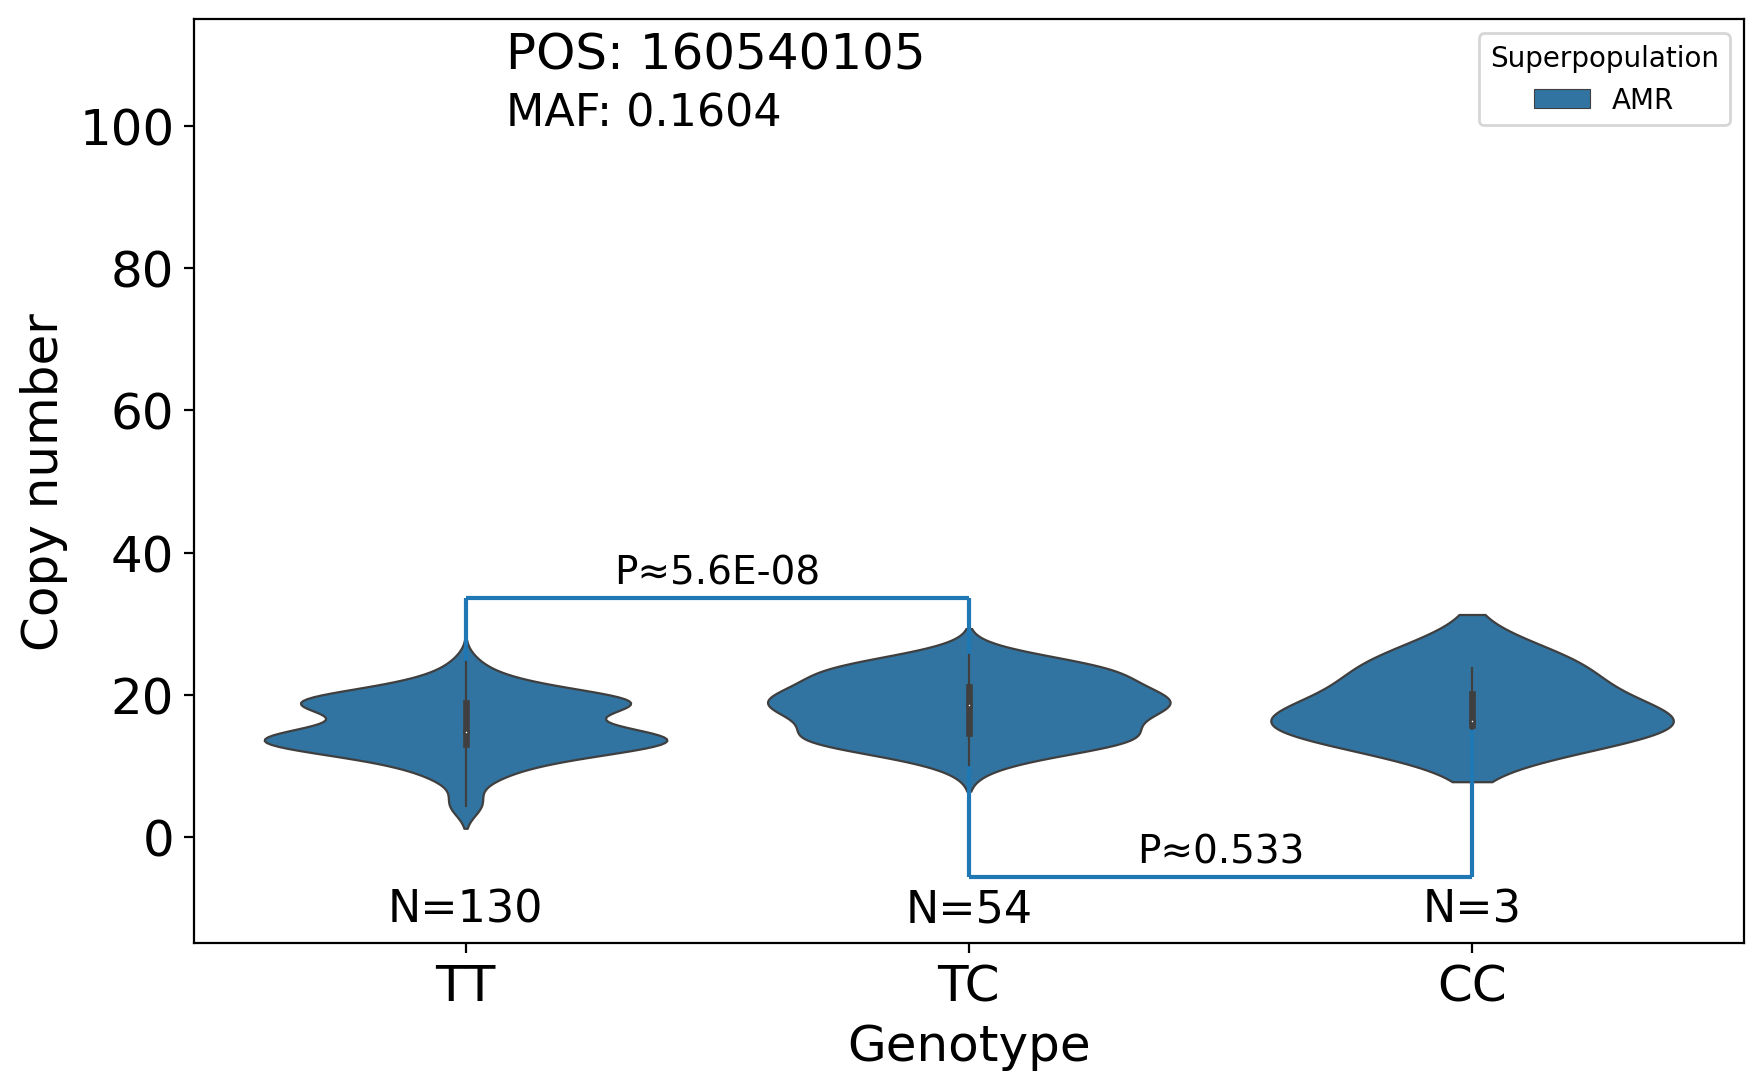 POS: 160540105
MAF: 0.1604
Superpopulation
AMR
Copy number
100
80
60
40
20
0
P≈5.6E-08
P≈0.533
N=130
N=54
N=3
TT
TC
CC
Genotype